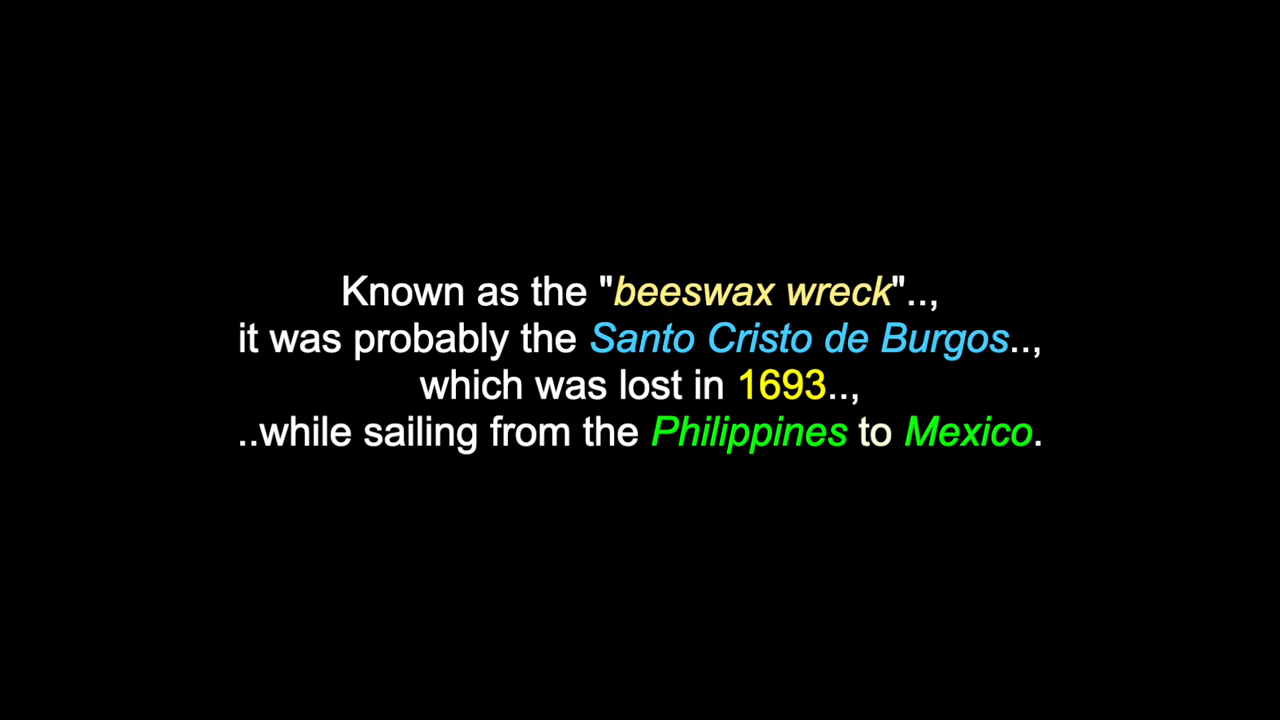 Known as the "beeswax wreck"..,
it was probably the Santo Cristo de Burgos..,
which was lost in 1693..,
..while sailing from the Philippines to Mexico.